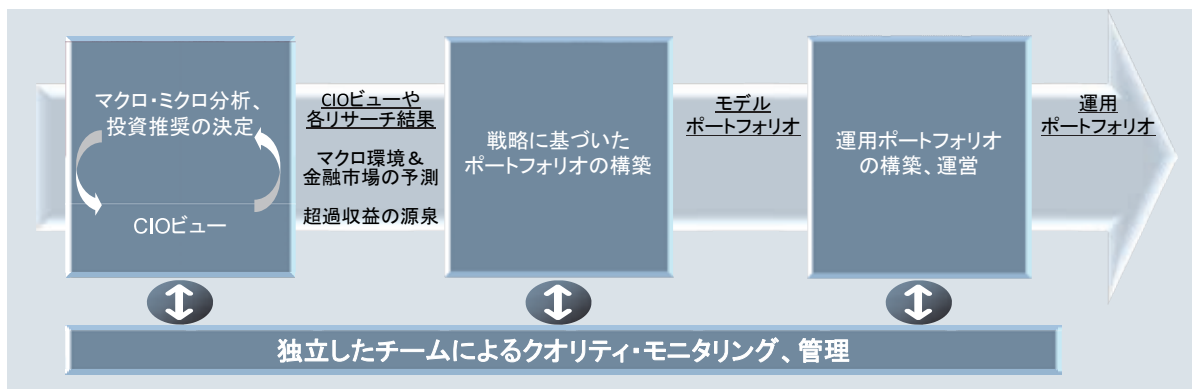 マクロ・ミクロ分析、
投資推奨の決定
CIOビュー
CIOビューや
各リサーチ結果
マクロ環境＆
金融市場の予測
超過収益の源泉
戦略に基づいた
ポートフォリオの構築
モデル
ポートフォリオ
運用ポートフォリオ
の構築、運営
運用
ポートフォリオ
独立したチームによるクオリティ・モニタリング、管理